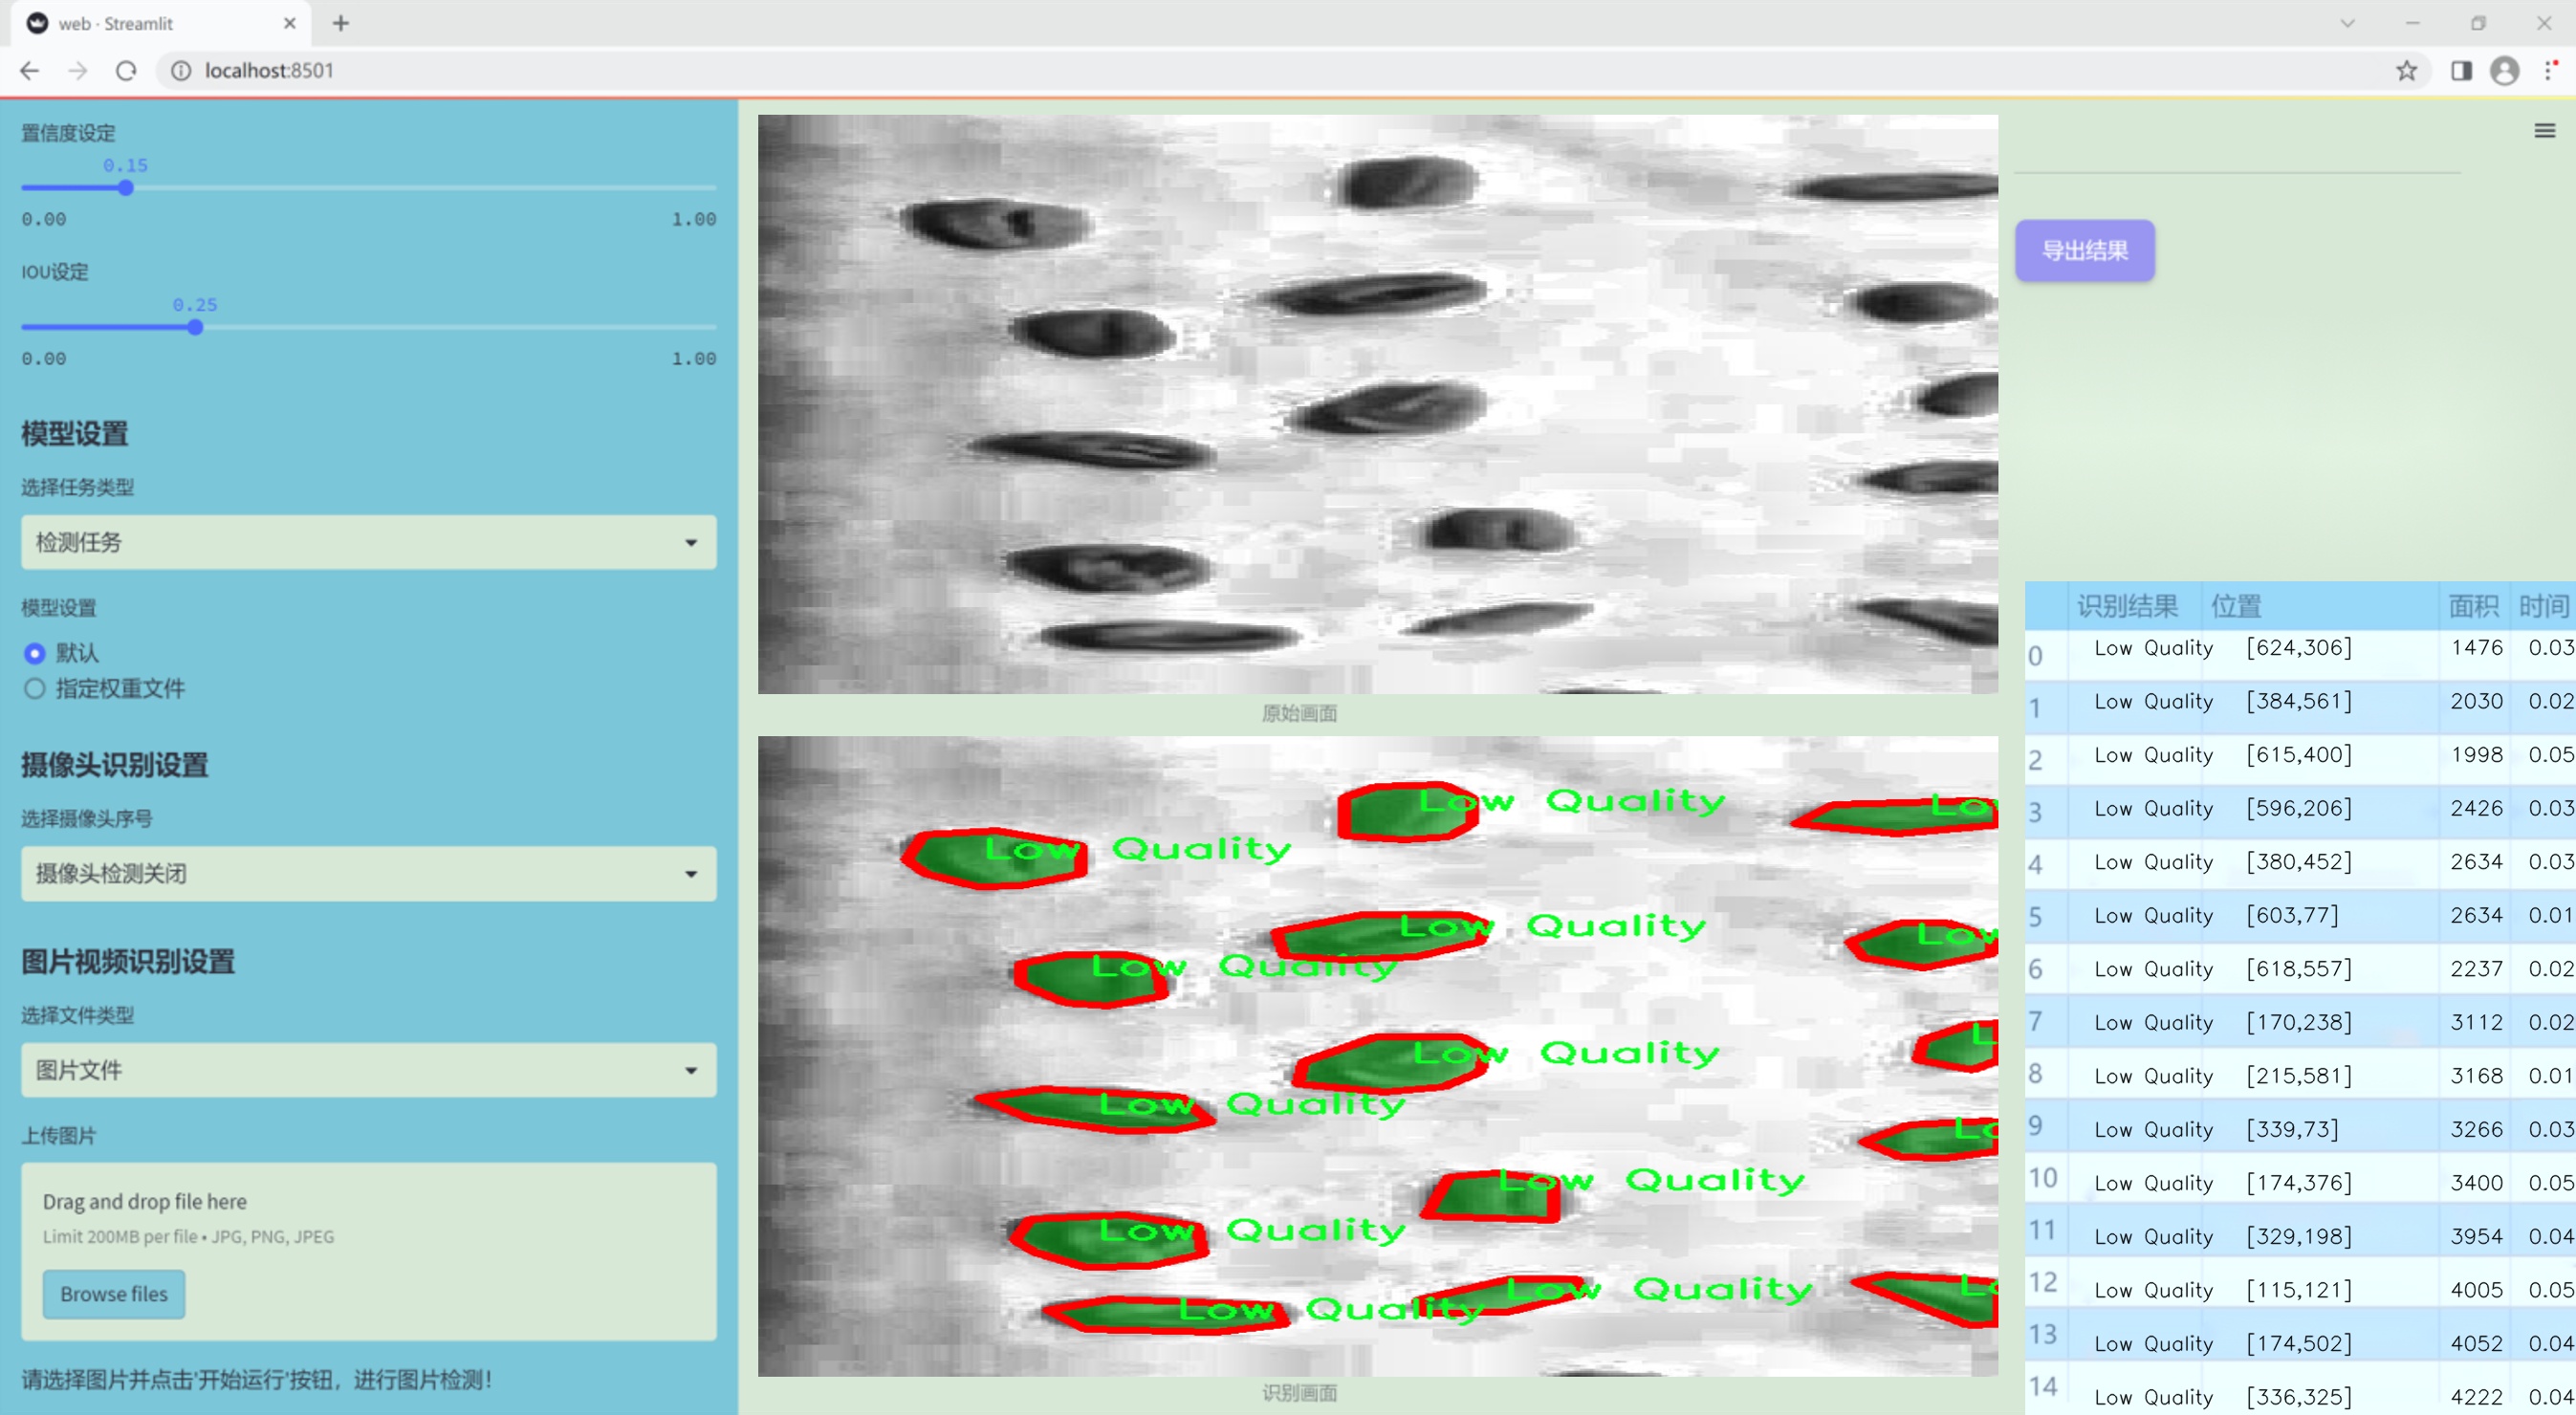 web · Streamlit
localhost:8501
置信度设定
0.15
0.00 1.00
IOU设定
0.25
0.00 1.00
模型设置
选择任务类型
检测任务
模型设置
默认
指定权重文件
摄像头识别设置
选择摄像头序号
摄像头检测关闭
图片视频识别设置
选择文件类型
图片文件
上传图片
Drag and drop file here
Limit 200MB per file • JPG, PNG, JPEG
Browse files
请选择图片并点击'开始运行'按钮，进行图片检测!
原始画面
Low Quality
Low
Low Quality
Low Quality
Low
Low Quality
Low Quality
L
Low Quality
Lo
Low Quality
Low Quality
Low Quality
Lo
Low Quality
识别画面
导出结果
识别结果 位置 面积 时间
0 Low Quality [624,306] 1476 0.03
1 Low Quality [384,561] 2030 0.02
2 Low Quality [615,400] 1998 0.05
3 Low Quality [596,206] 2426 0.03
4 Low Quality [380,452] 2634 0.03
5 Low Quality [603,77] 2634 0.01
6 Low Quality [618,557] 2237 0.02
7 Low Quality [170,238] 3112 0.02
8 Low Quality [215,581] 3168 0.01
9 Low Quality [339,73] 3266 0.03
10 Low Quality [174,376] 3400 0.05
11 Low Quality [329,198] 3954 0.04
12 Low Quality [115,121] 4005 0.05
13 Low Quality [174,502] 4052 0.04
14 Low Quality [336,325] 4222 0.04